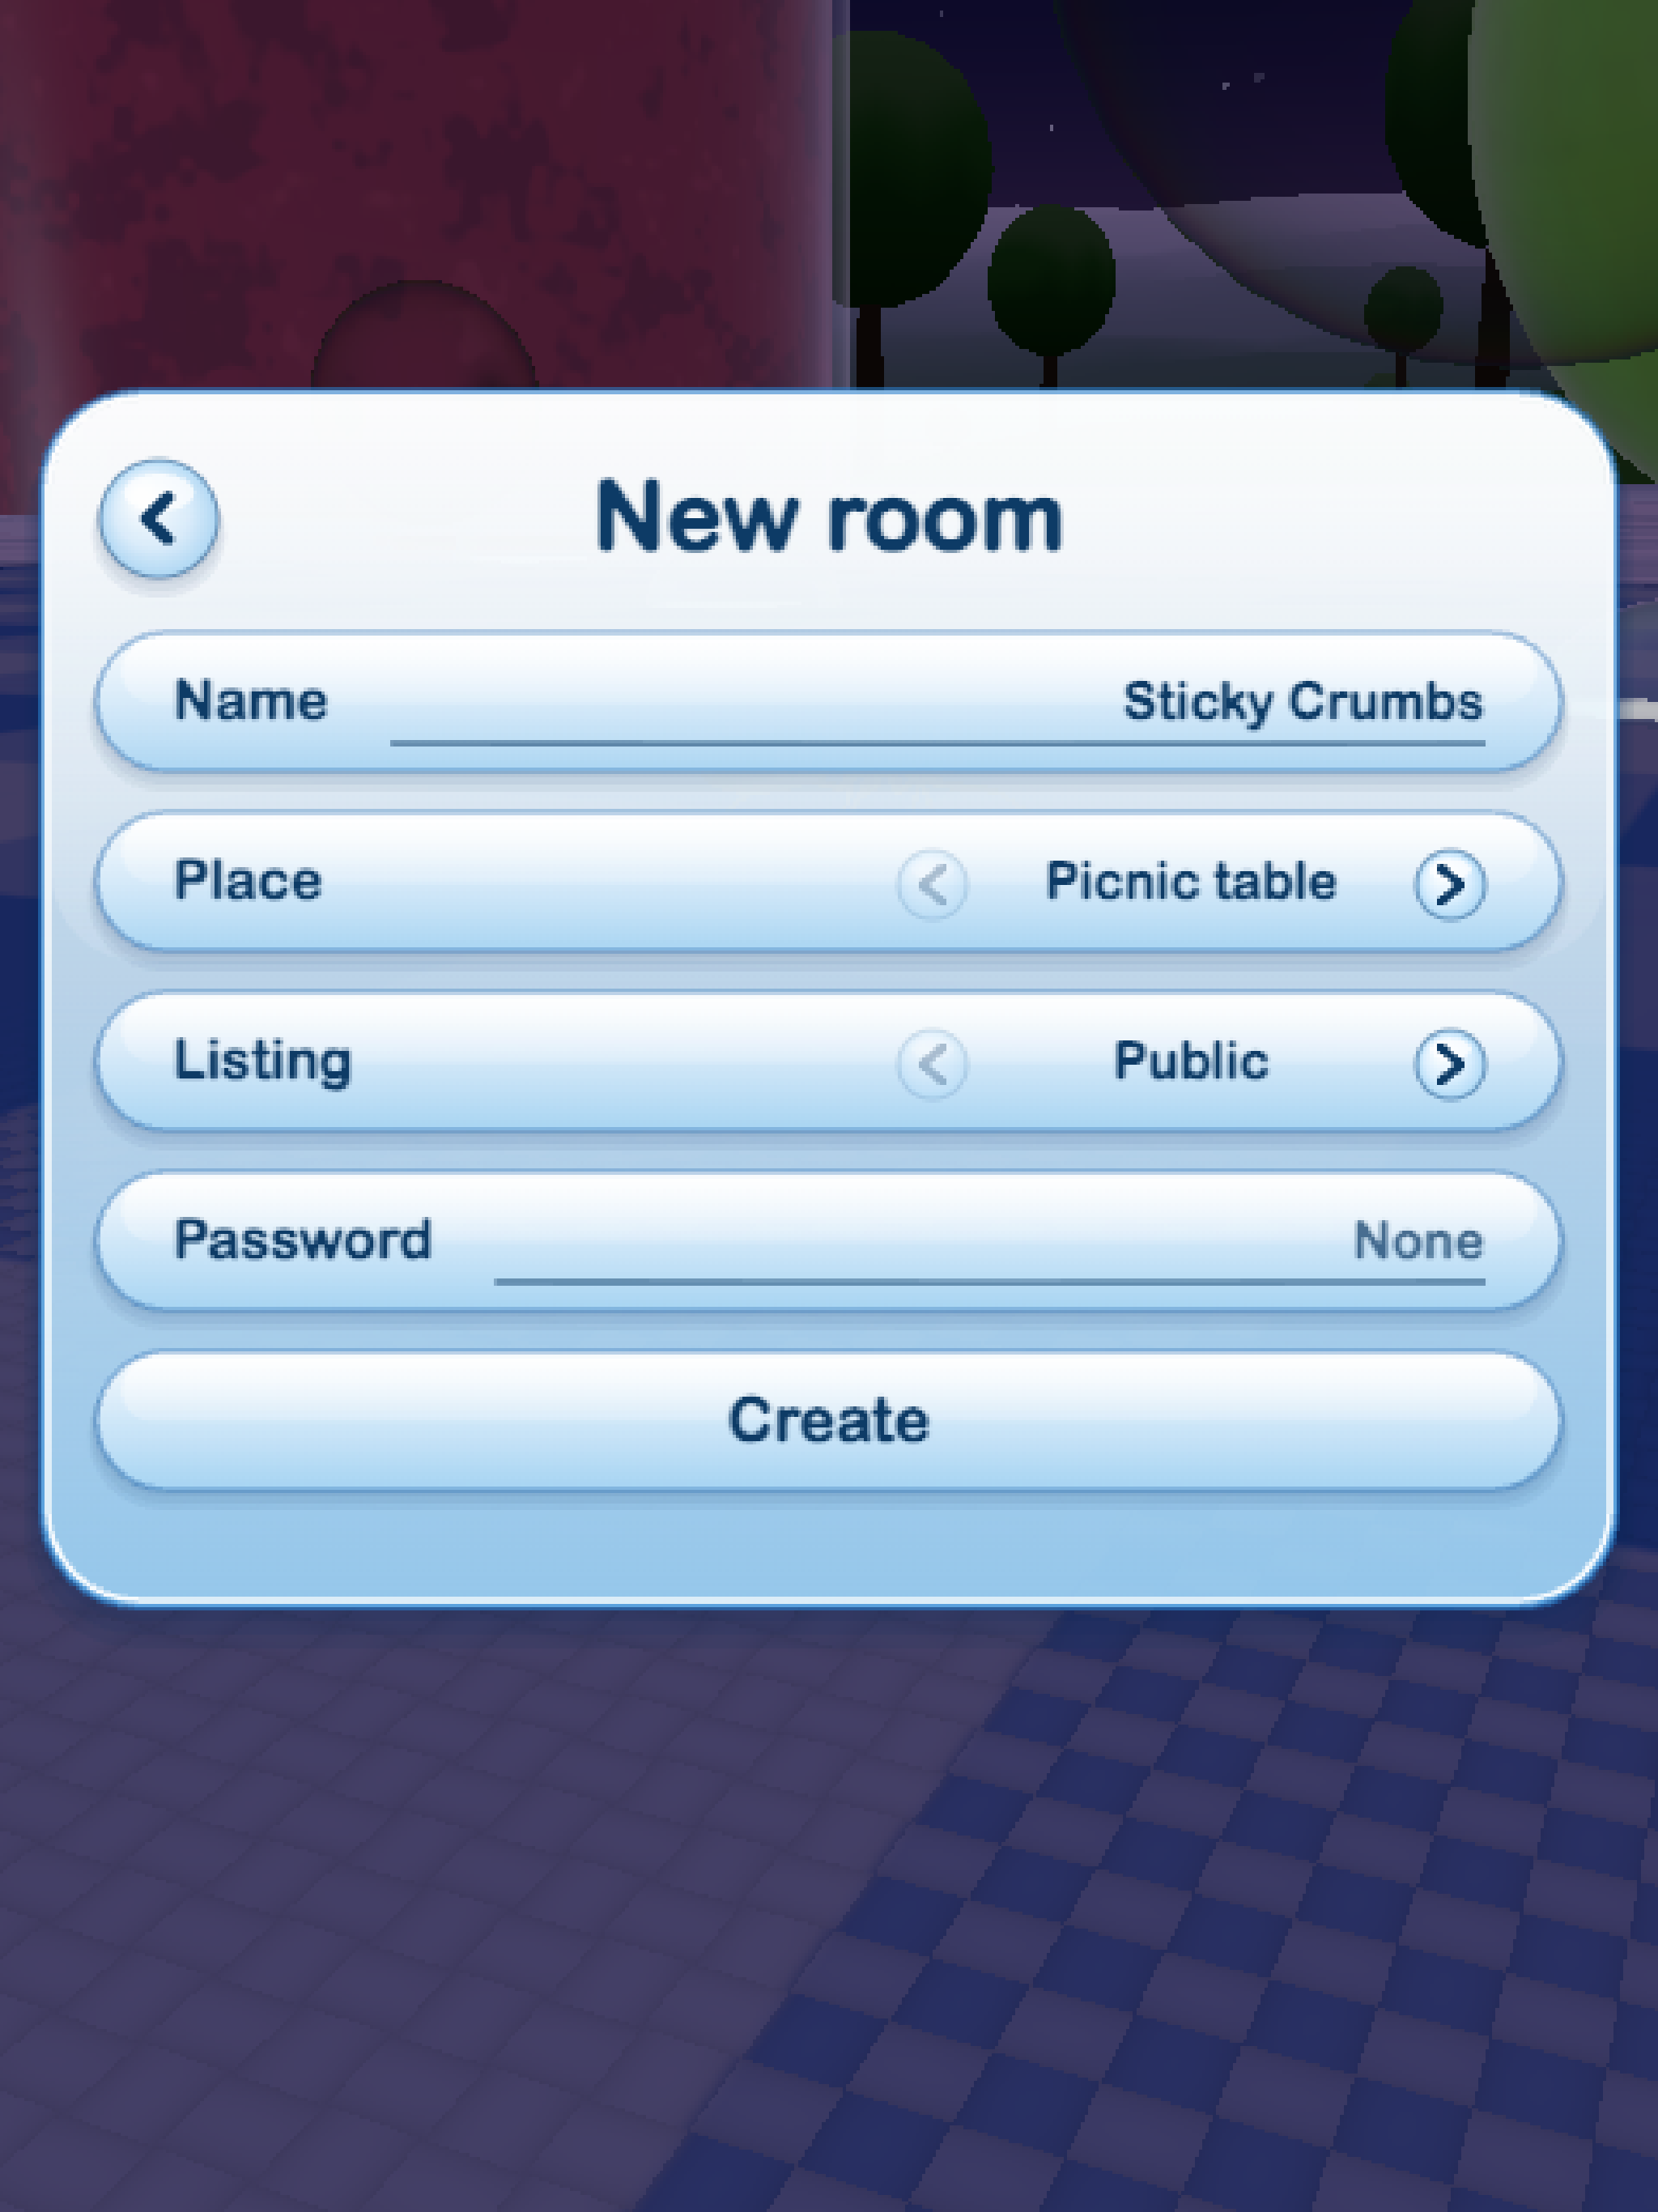 New room
Name Sticky Crumbs
Place Picnic table
Listing Public
Password None
Create